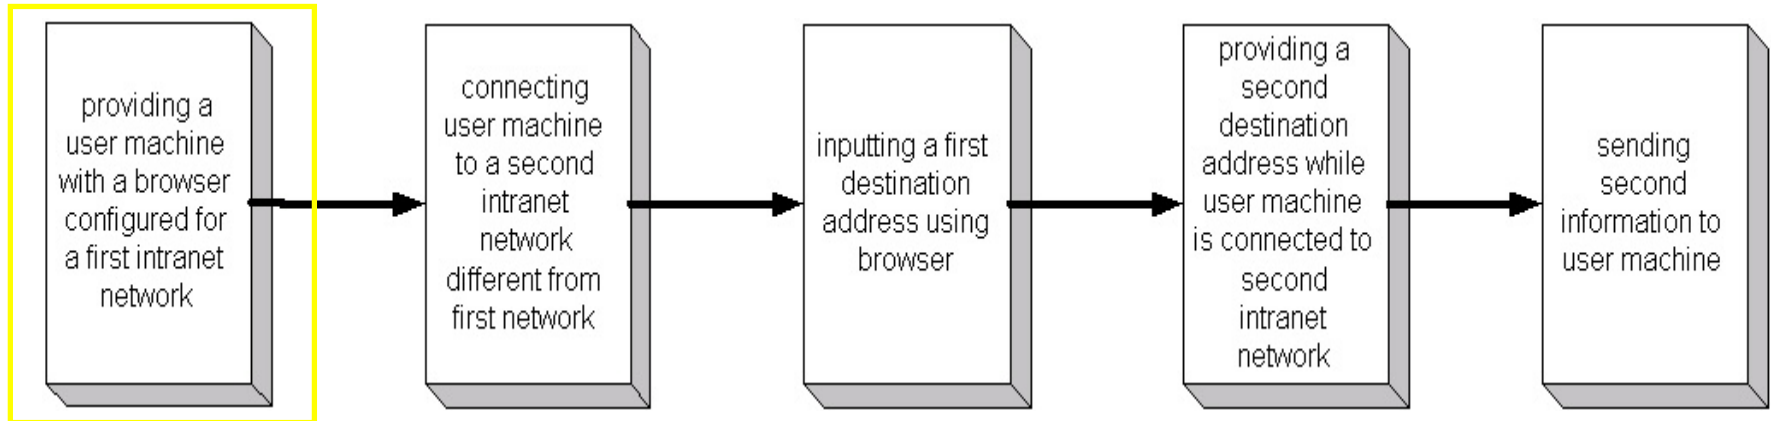 providing a
user machine
with a browser
configured for
a first intranet
network
connecting
user machine
to a second
intranet
network
different from
first network
inputting a first
destination
address using
browser
providing a
second
destination
address while
user machine
is connected to
second
intranet
network
sending
second
information to
user machine